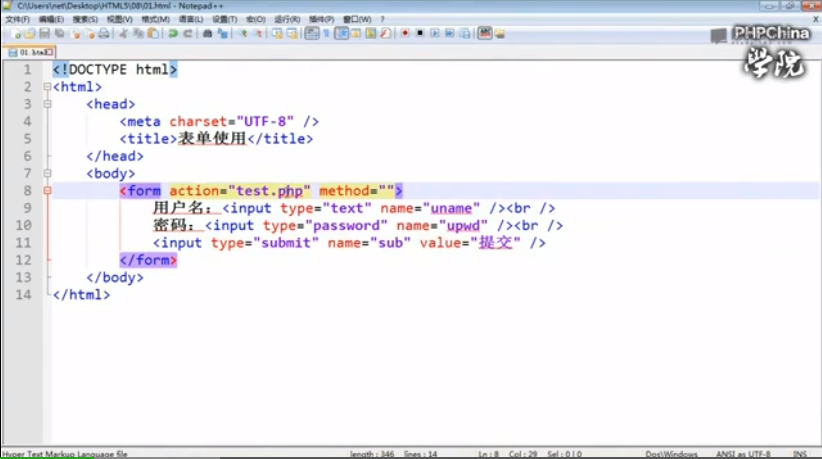 C:\Users\net\Desktop\HTML5\08\01.html - Notepad++
文件(F) 编辑(E) 搜索(S) 视图(V) 格式(M) 语言(L) 设置(T) 宏(O) 运行(R) 插件(P) 窗口(W) ? X
PHPChina
学院
01.html
1 <!DOCTYPE html>
2 <html>
3 <head>
4 <meta charset="UTF-8" />
5 <title>表单使用</title>
6 </head>
7 <body>
8 <form action="test.php" method="">
9 用户名：<input type="text" name="uname" /><br />
10 密码：<input type="password" name="upwd" /><br />
11 <input type="submit" name="sub" value="提交" />
12 </form>
13 </body>
14 </html>
Hyper Text Markup Language file length : 346 lines : 14 Ln : 8 Col : 29 Sel : 0 | 0 Dos\Windows ANSI as UTF-8 INS